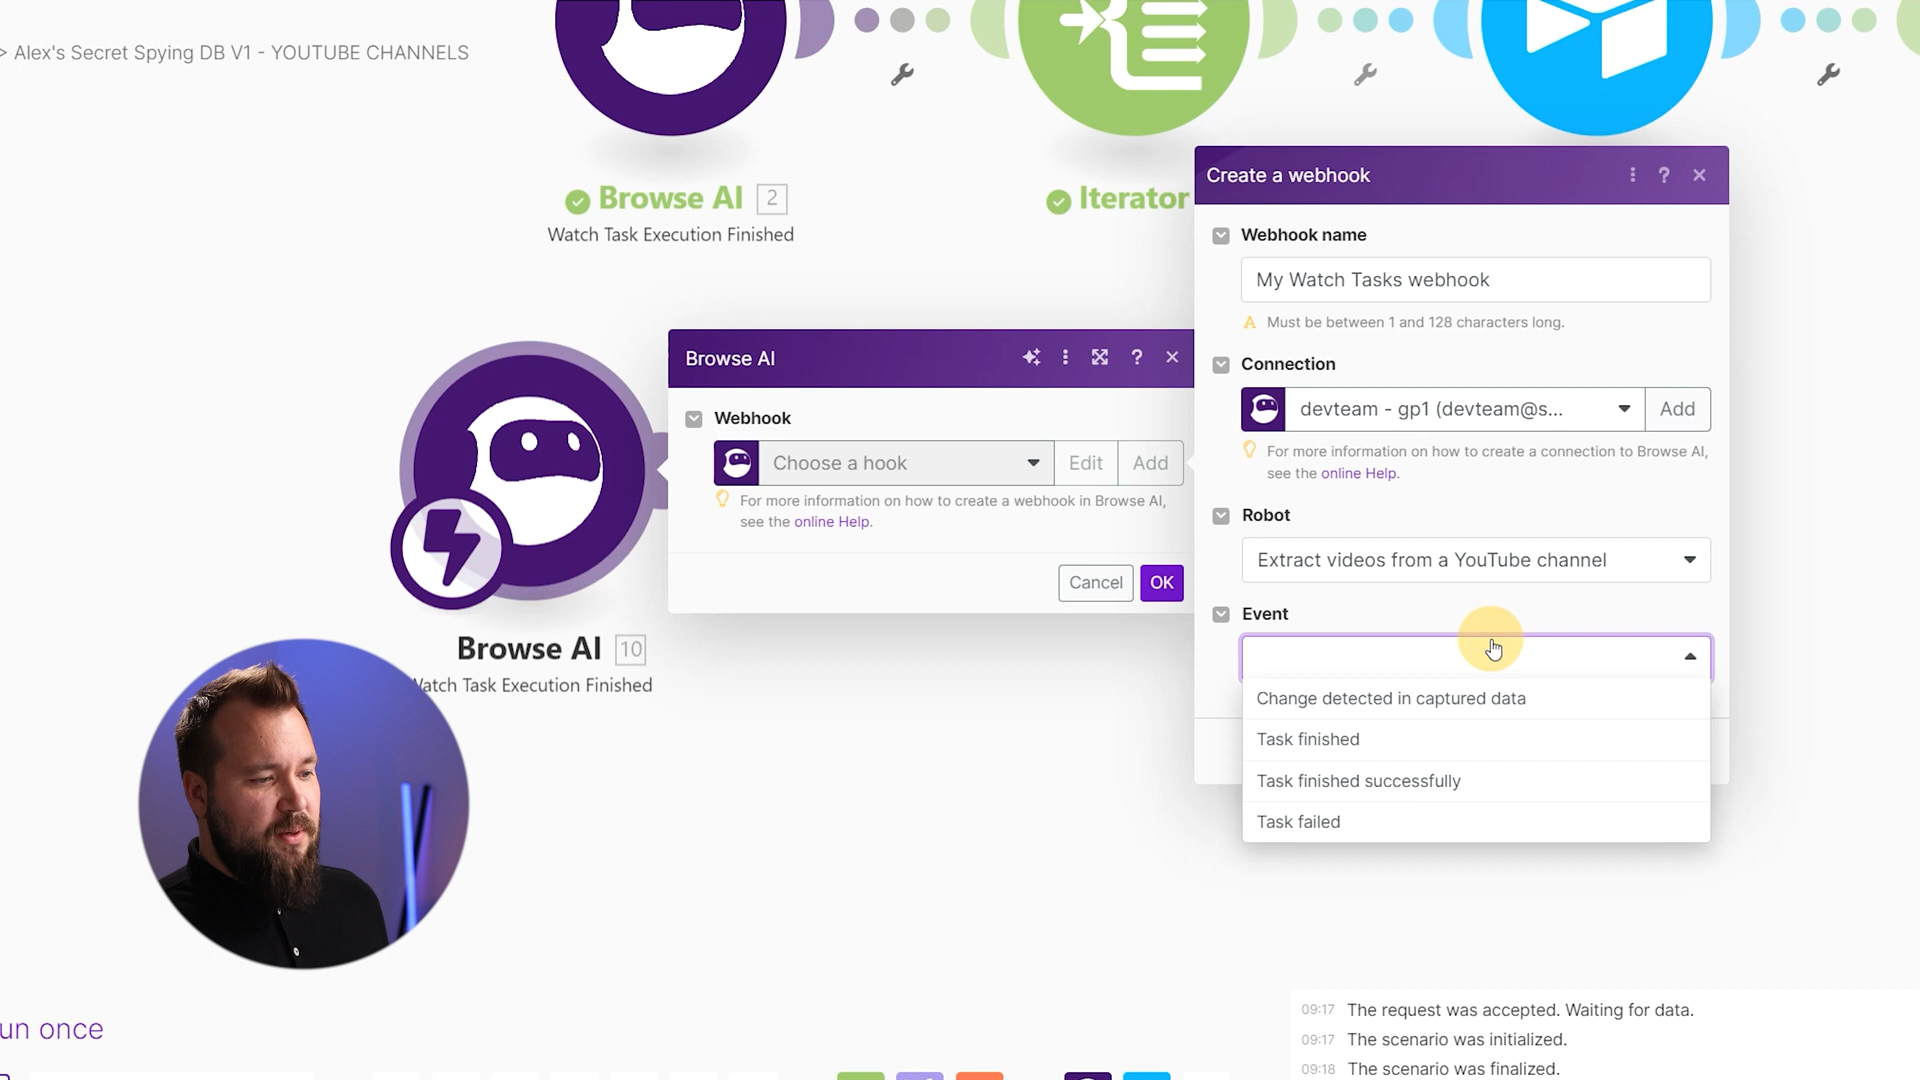 > Alex's Secret Spying DB V1 - YOUTUBE CHANNELS
Browse AI 2
Watch Task Execution Finished
Iterator
Create a webhook
?
Webhook name
My Watch Tasks webhook
Must be between 1 and 128 characters long.
Connection
devteam - gp1 (devteam@s...
Add
For more information on how to create a connection to Browse AI,
see the online Help.
Robot
Extract videos from a YouTube channel
Event
Change detected in captured data
Task finished
Task finished successfully
Task failed
Browse AI
?
Webhook
Choose a hook
Edit
Add
For more information on how to create a webhook in Browse AI,
see the online Help.
Cancel
OK
Browse AI 10
Watch Task Execution Finished
un once
09:17 The request was accepted. Waiting for data.
09:17 The scenario was initialized.
09:18 The scenario was finalized.